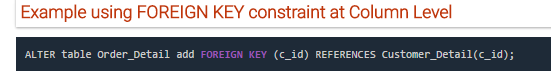 Example using FOREIGN KEY constraint at Column Level
ALTER table Order_Detail add FOREIGN KEY (c_id) REFERENCES Customer_Detail(c_id);